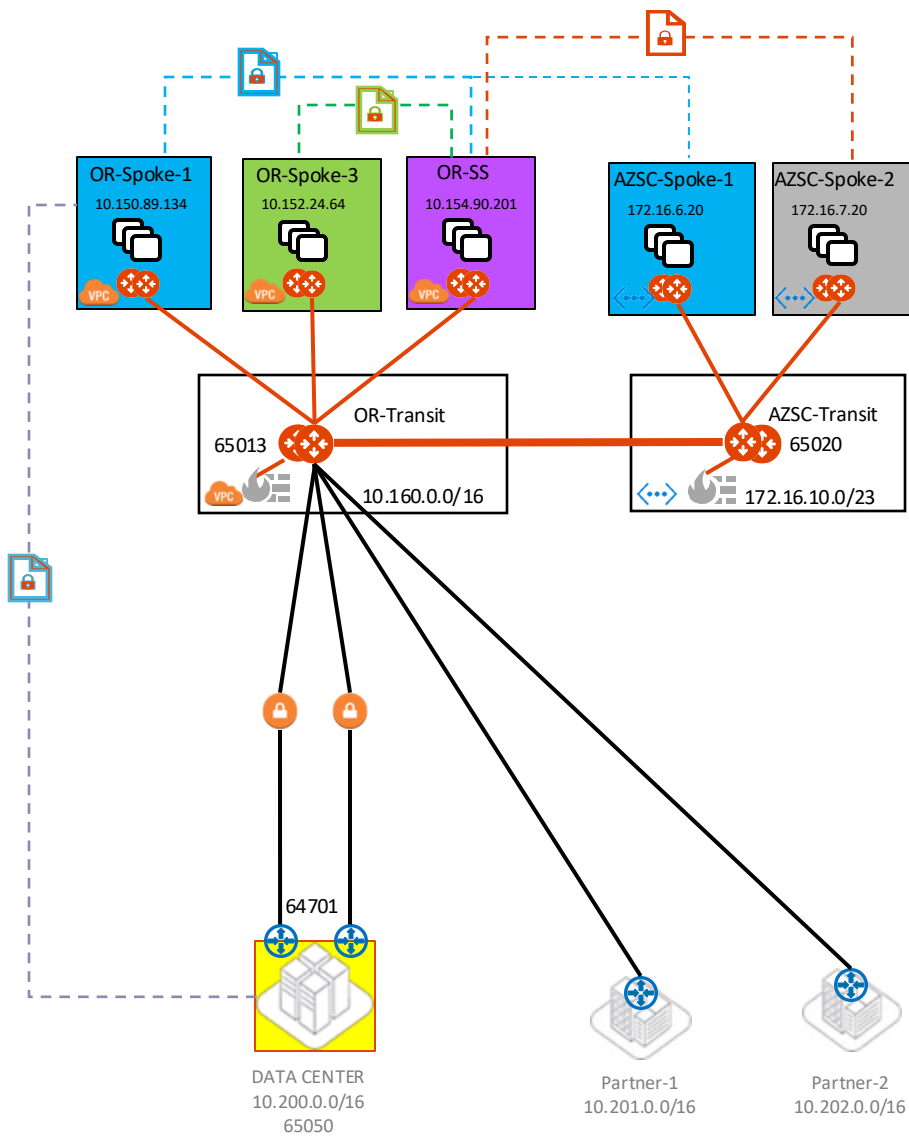 OR-Spoke-1
10.150.89.134
VPC
OR-Spoke-3
10.152.24.64
VPC
OR-SS
10.154.90.201
VPC
AZSC-Spoke-1
172.16.6.20
AZSC-Spoke-2
172.16.7.20
OR-Transit
65013
VPC
10.160.0.0/16
AZSC-Transit
65020
172.16.10.0/23
64701
DATA CENTER
10.200.0.0/16
65050
Partner-1
10.201.0.0/16
Partner-2
10.202.0.0/16